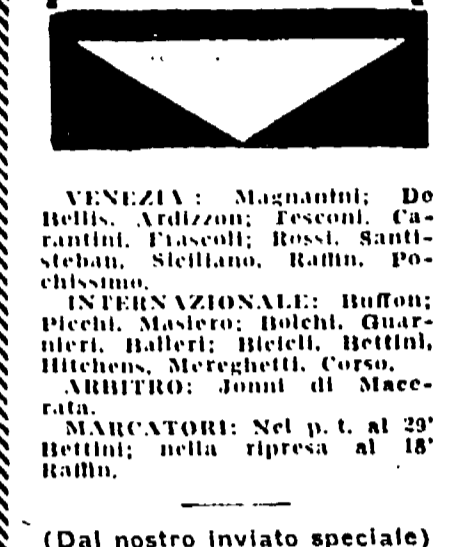 VENEZIA: Magnanini; De
Bellis, Ardizzon; Tesconi, Ca-
rantini, Frascoli; Rossi, Santi-
steban, Siciliano, Raffin, Po-
chissimo.
INTERNAZIONALE: Buffon;
Picchi, Masiero; Bolchi, Guar-
nieri, Balleri; Bicicli, Bettini,
Hitchens, Mereghetti, Corso.
ARBITRO: Jonni di Mace-
rata.
MARCATORI: Nel p. t. al 29'
Bettini; nella ripresa al 18'
Raffin.
(Dal nostro inviato speciale)